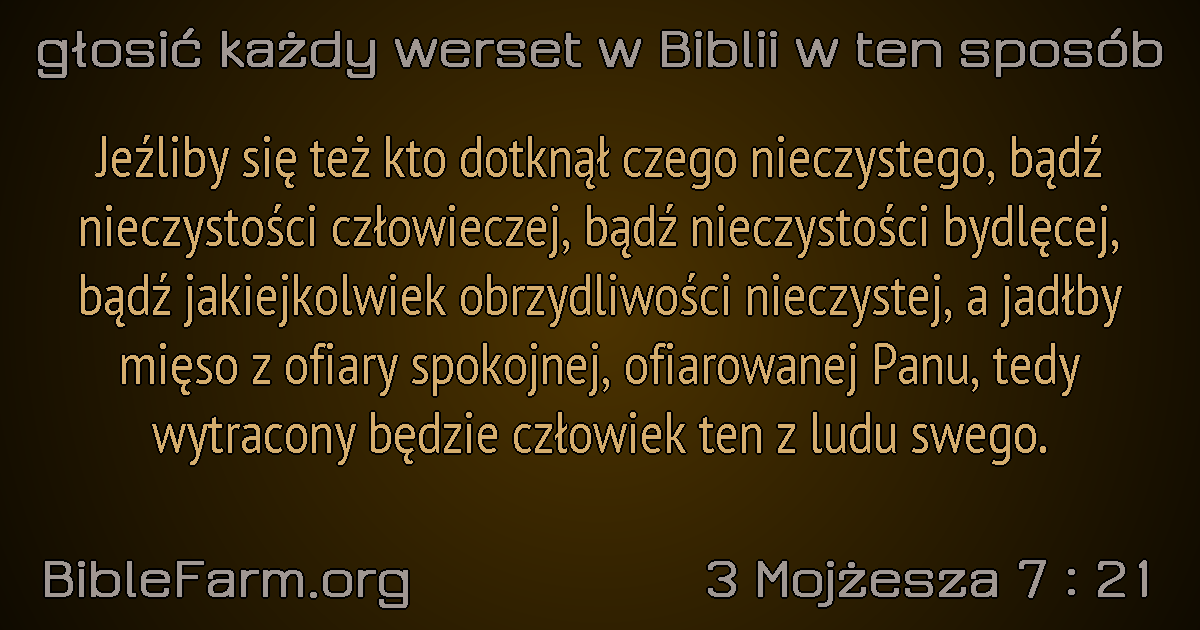 głosić każdy werset w Biblii w ten sposób
Jeźliby się też kto dotknął czego nieczystego, bądź
nieczystości człowieczej, bądź nieczystości bydlęcej,
bądź jakiejkolwiek obrzydliwości nieczystej, a jadłby
mięso z ofiary spokojnej, ofiarowanej Panu, tedy
wytracony będzie człowiek ten z ludu swego.
BibleFarm.org
3 Mojżesza 7 : 21